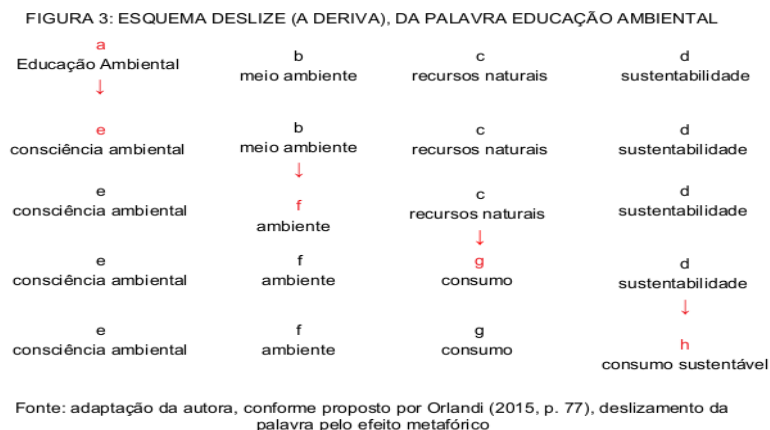 FIGURA 3: ESQUEMA DESLIZE (A DERIVA), DA PALAVRA EDUCAÇÃO AMBIENTAL
a b c d
Educação Ambiental meio ambiente recursos naturais sustentabilidade
↓
e b c d
consciência ambiental meio ambiente recursos naturais sustentabilidade
↓
e f c d
consciência ambiental ambiente recursos naturais sustentabilidade
↓
e f g d
consciência ambiental ambiente consumo sustentabilidade
↓
e f g h
consciência ambiental ambiente consumo consumo sustentável
Fonte: adaptação da autora, conforme proposto por Orlandi (2015, p. 77), deslizamento da
palavra pelo efeito metafórico